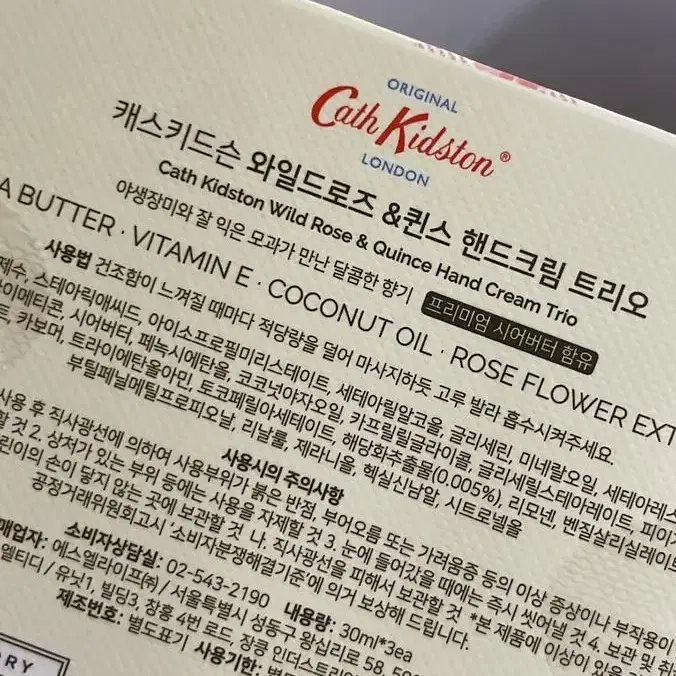 ORIGINAL
Cath Kidston®
LONDON
캐스키드슨 와일드로즈 &퀸스 핸드크림 트리오
Cath Kidston Wild Rose & Quince Hand Cream Trio
야생장미와 잘 익은 모과가 만난 달콤한 향기 프리미엄 시어버터 함유
A BUTTER · VITAMIN E · COCONUT OIL · ROSE FLOWER EXT
사용법 건조함이 느껴질 때마다 적당량을 덜어 마사지하듯 고루 발라 흡수시켜주세요.
제수, 스테아릭애씨드, 아이소프로필미리스테이트, 세테아릴알코올, 글리세린, 미네랄오일, 세테아레스
이메티콘, 시어버터, 페녹시에탄올, 코코넛야자오일, 카프릴릴글라이콜, 글리세릴스테아레이트, 피이
트, 카보머, 트라이에탄올아민, 토코페릴아세테이트, 해당화추출물(0.005%), 리모넨, 벤질살리실레이트
부틸페닐메틸프로피오날, 리날룰, 제라니올, 헥실신남알, 시트로넬올
사용시의 주의사항
사용 후 직사광선에 의하여 사용부위가 붉은 반점, 부어오름 또는 가려움증 등의 이상 증상이나 부작용이
할 것 2. 상처가 있는 부위 등에는 사용을 자제할 것 3. 눈에 들어갔을 때에는 즉시 씻어낼 것 4. 보관 및 취
린이의 손이 닿지 않는 곳에 보관할 것 나. 직사광선을 피해서 보관할 것 *본 제품에 이상이 있을
공정거래위원회고시 '소비자분쟁해결기준'에 의거 보상해 드립니다.
소비자상담실: 02-543-2190 내용량: 30ml*3ea
매업자: 에스엘라이프㈜ / 서울특별시 성동구 왕십리로 58,
엘티디 / 유닛1, 빌딩3, 장흥 4번 로드, 장킁 인더스트리
제조번호: 별도표기 사용기한: